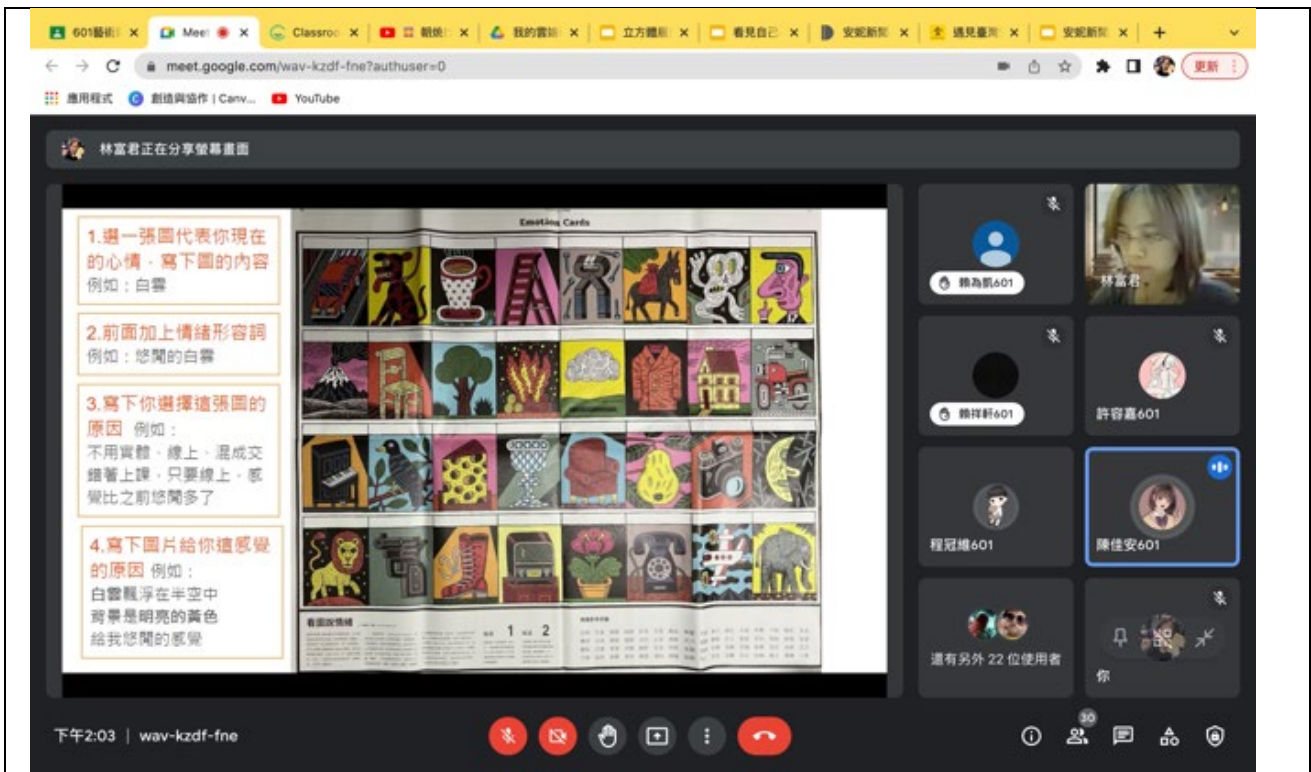 601藝術
Meet
Classroo
我的雲端
立方體
看見自己
安妮新聞
遇見臺灣
安妮新聞
meet.google.com/wav-kzdf-fne?authuser=0
更新
應用程式
創造與協作 | Canv...
YouTube
林富君正在分享螢幕畫面
1.選一張圖代表你現在
的心情，寫下圖的內容
例如：白雲
2.前面加上情緒形容詞
例如：悠閒的白雲
3.寫下你選擇這張圖的
原因 例如：
不用實體、線上、混成交
錯著上課，只要線上，感
覺比之前悠閒多了
4.寫下圖片給你這感覺
的原因 例如：
白雲飄浮在半空中
背景是明亮的黃色
給我悠閒的感覺
Emotion Cards
看圖說情緒
1
2
賴為凱601
林富君
賴祥軒601
許容嘉601
程冠維601
陳佳安601
還有另外 22 位使用者
你
下午2:03 | wav-kzdf-fne
30